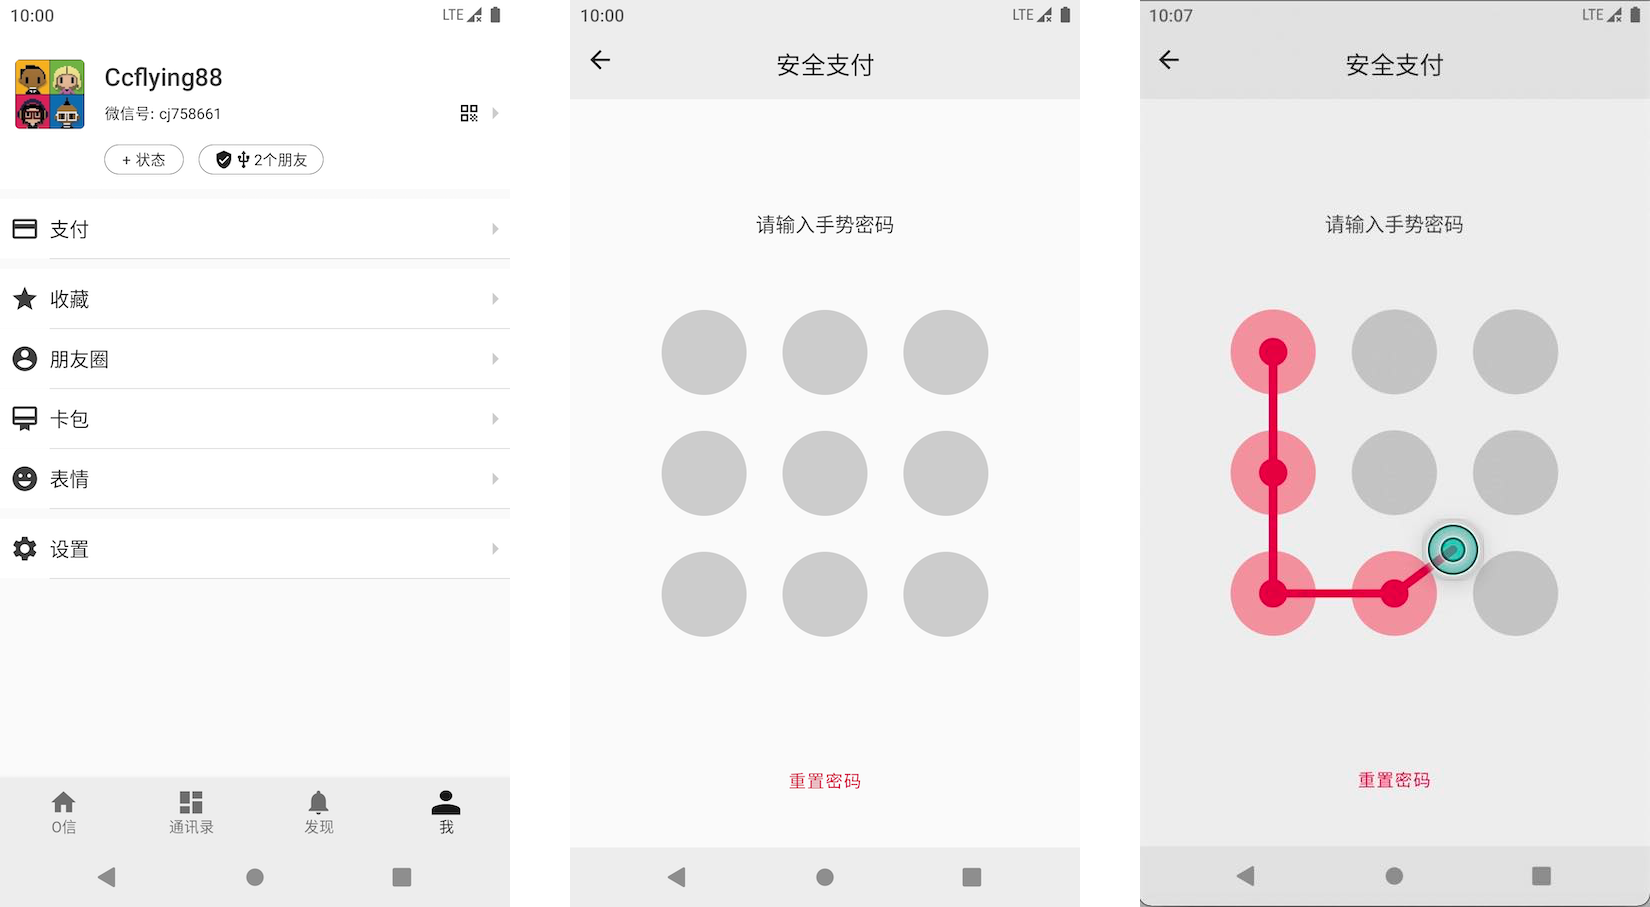 10:00
LTE
Ccflying88
微信号: cj758661
+ 状态
2个朋友
支付
收藏
朋友圈
卡包
表情
设置
O信
通讯录
发现
我
10:00
LTE
安全支付
请输入手势密码
重置密码
10:07
LTE
安全支付
请输入手势密码
重置密码